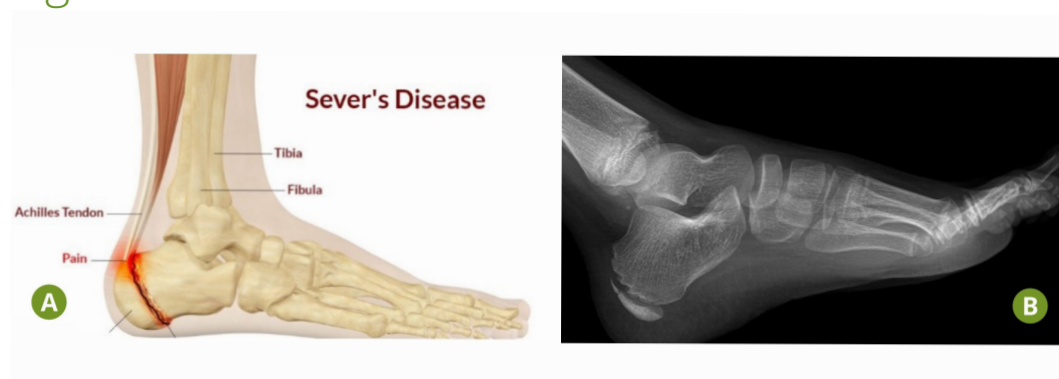 Sever's Disease
Tibia
Fibula
Achilles Tendon
Pain
A
B